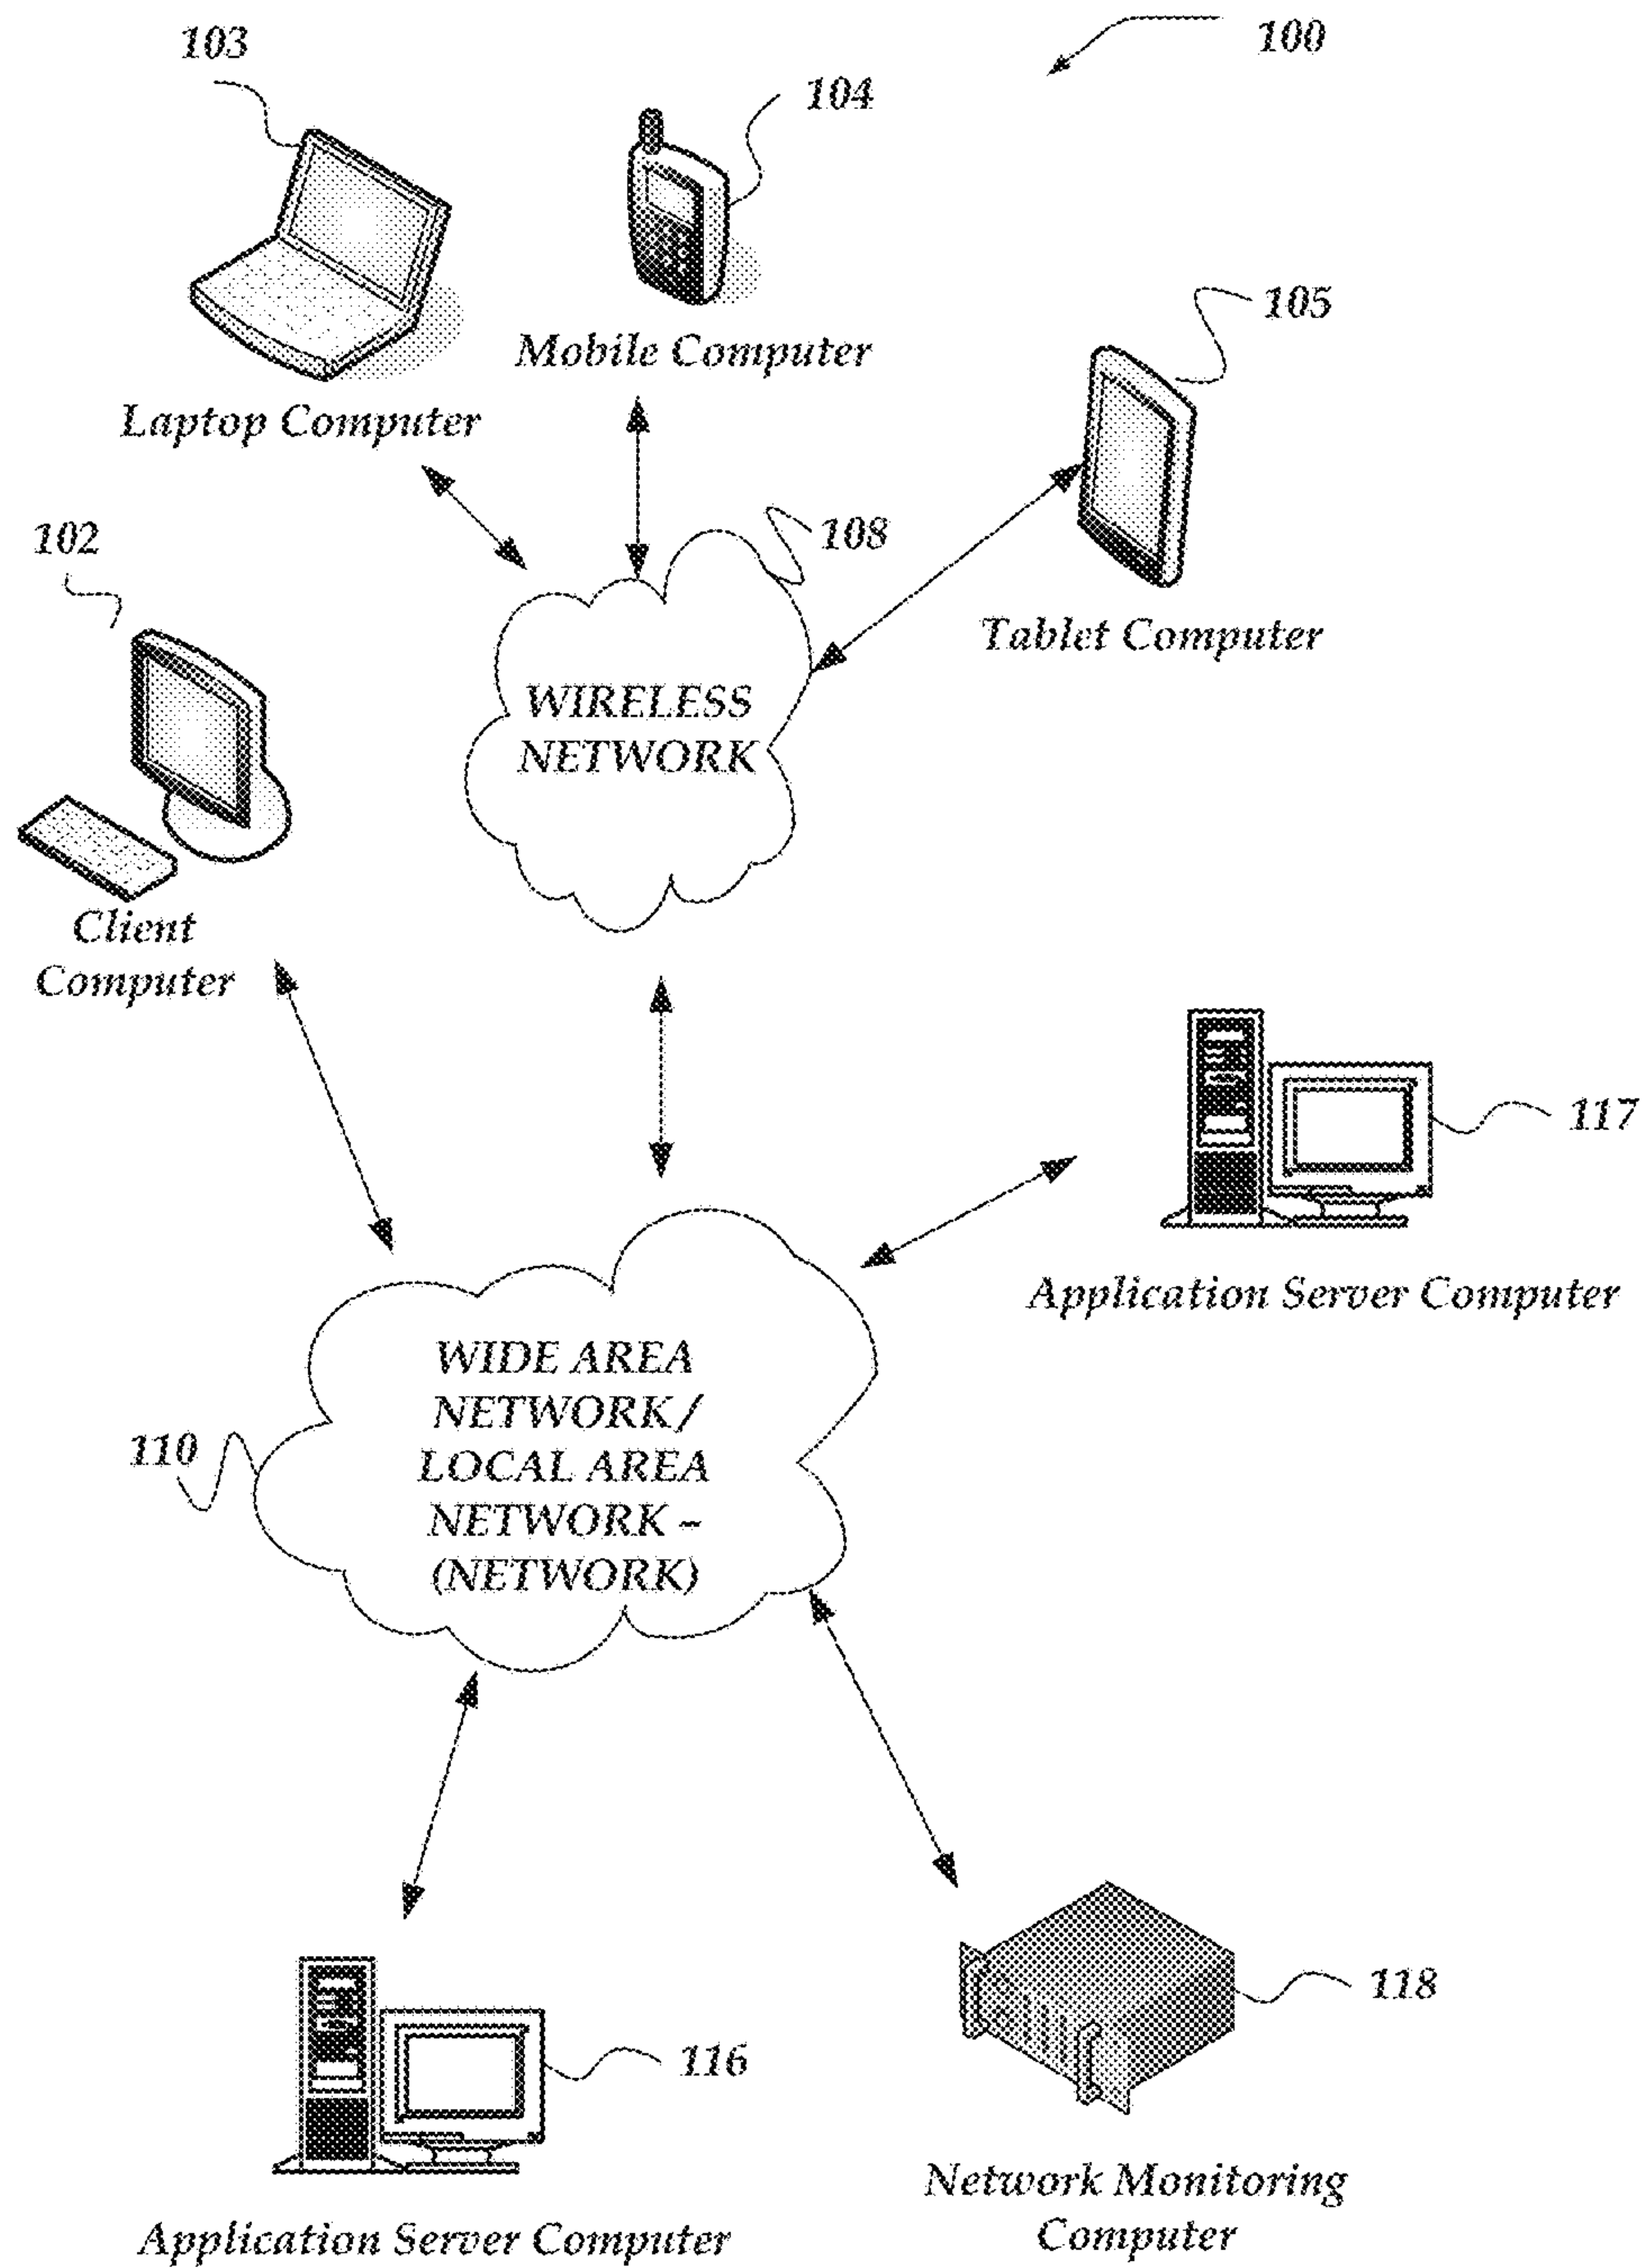 103
100
104
105
Mobile Computer
Laptop Computer
108
102
Tablet Computer
WIRELESS
NETWORK
Client
Computer
117
Application Server Computer
WIDE AREA
NETWORK/
LOCAL AREA
NETWORK –
(NETWORK)
110
118
116
Network Monitoring
Computer
Application Server Computer